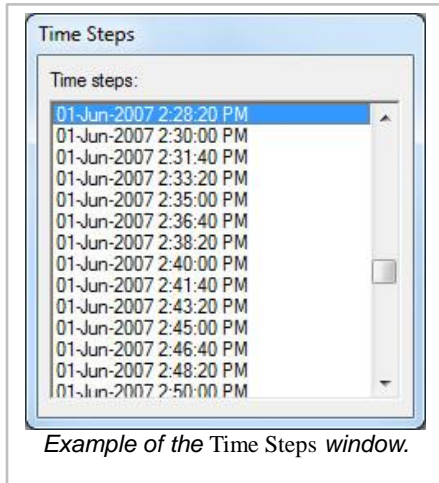 Time Steps
Time steps:
01-Jun-2007 2:28:20 PM
01-Jun-2007 2:30:00 PM
01-Jun-2007 2:31:40 PM
01-Jun-2007 2:33:20 PM
01-Jun-2007 2:35:00 PM
01-Jun-2007 2:36:40 PM
01-Jun-2007 2:38:20 PM
01-Jun-2007 2:40:00 PM
01-Jun-2007 2:41:40 PM
01-Jun-2007 2:43:20 PM
01-Jun-2007 2:45:00 PM
01-Jun-2007 2:46:40 PM
01-Jun-2007 2:48:20 PM
01-Jun-2007 2:50:00 PM
Example of the Time Steps window.